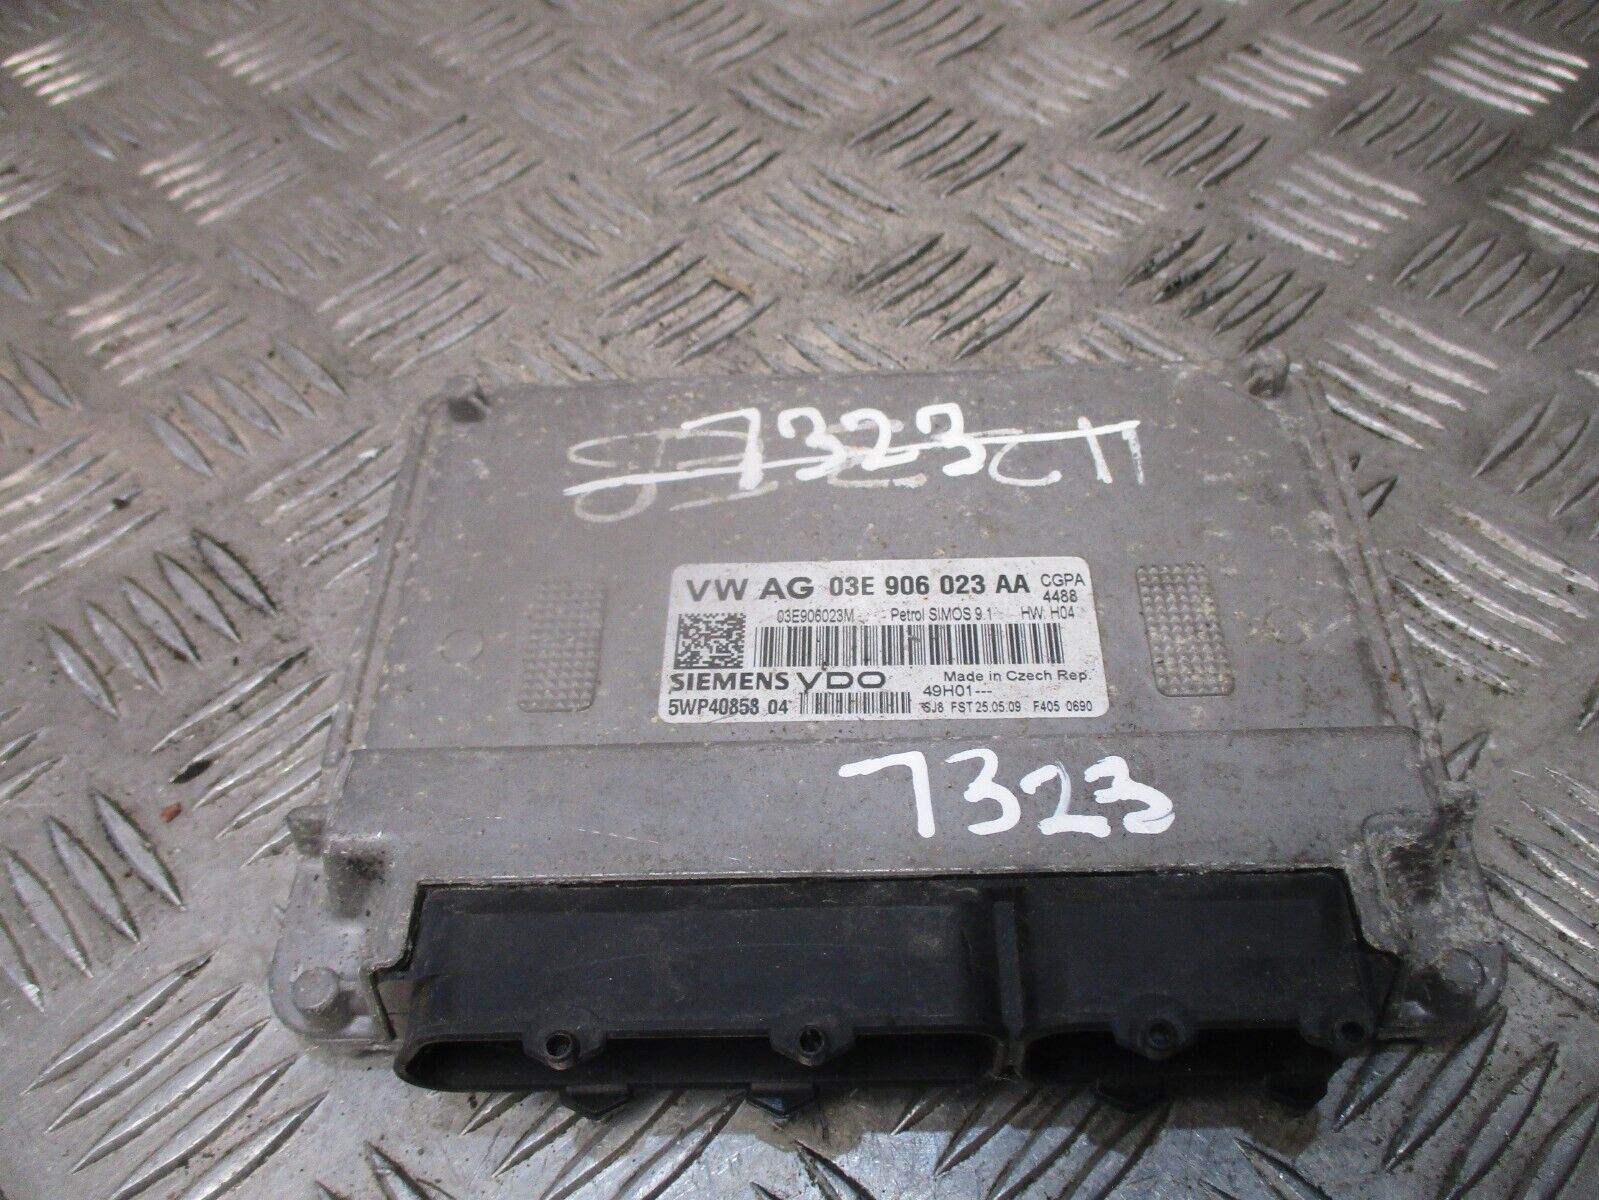 7323
VW AG 03E 906 023 AA CGPA
4488
03E906023M Petrol SIMOS 9.1 HW: H04
SIEMENS VDO Made in Czech Rep.
49H01---
5WP40858 04 SJ8 FST 25.05.09 F405 0690
7323